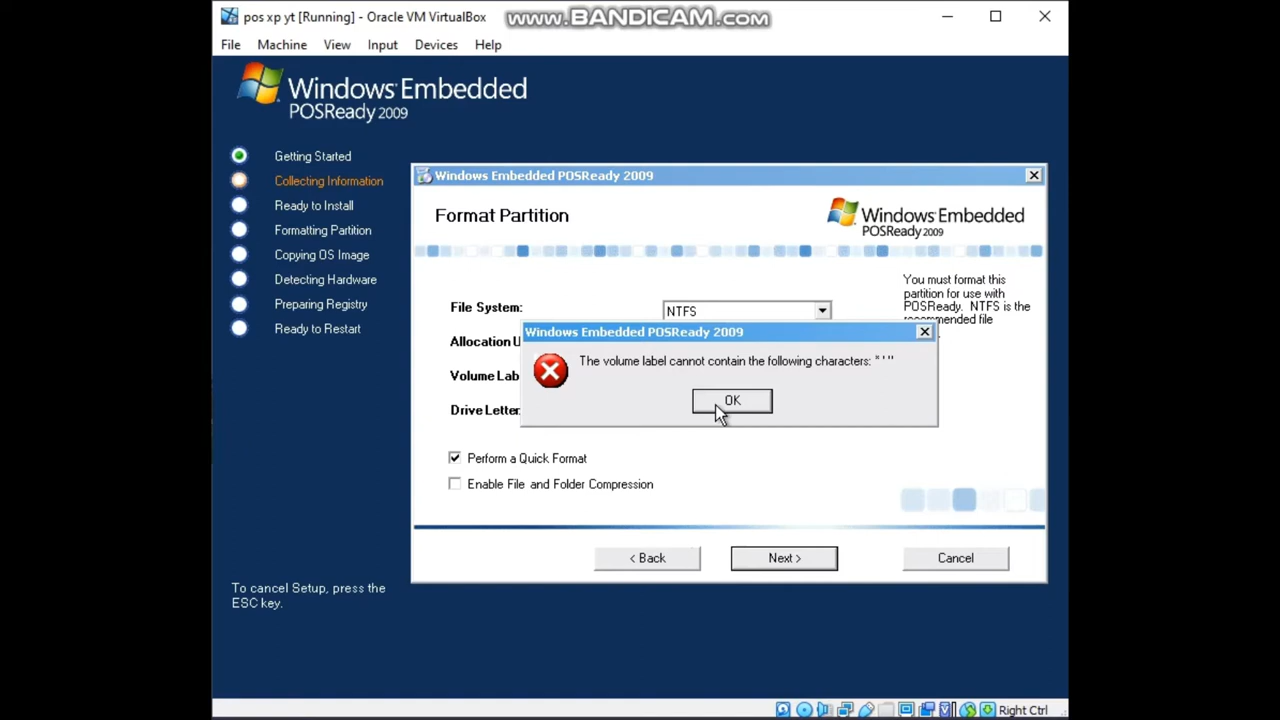 pos xp yt [Running] - Oracle VM VirtualBox
www.BANDICAM.com
File Machine View Input Devices Help
Windows Embedded
POSReady 2009
Getting Started
Collecting Information
Ready to Install
Formatting Partition
Copying OS Image
Detecting Hardware
Preparing Registry
Ready to Restart
To cancel Setup, press the
ESC key.
Windows Embedded POSReady 2009
Format Partition
Windows Embedded
POSReady 2009
You must format this
partition for use with
POSReady. NTFS is the
recommended file
File System: NTFS
Allocation U
Volume Lab
Drive Letter
Windows Embedded POSReady 2009
The volume label cannot contain the following characters: * ' "
OK
Perform a Quick Format
Enable File and Folder Compression
< Back Next > Cancel
Right Ctrl